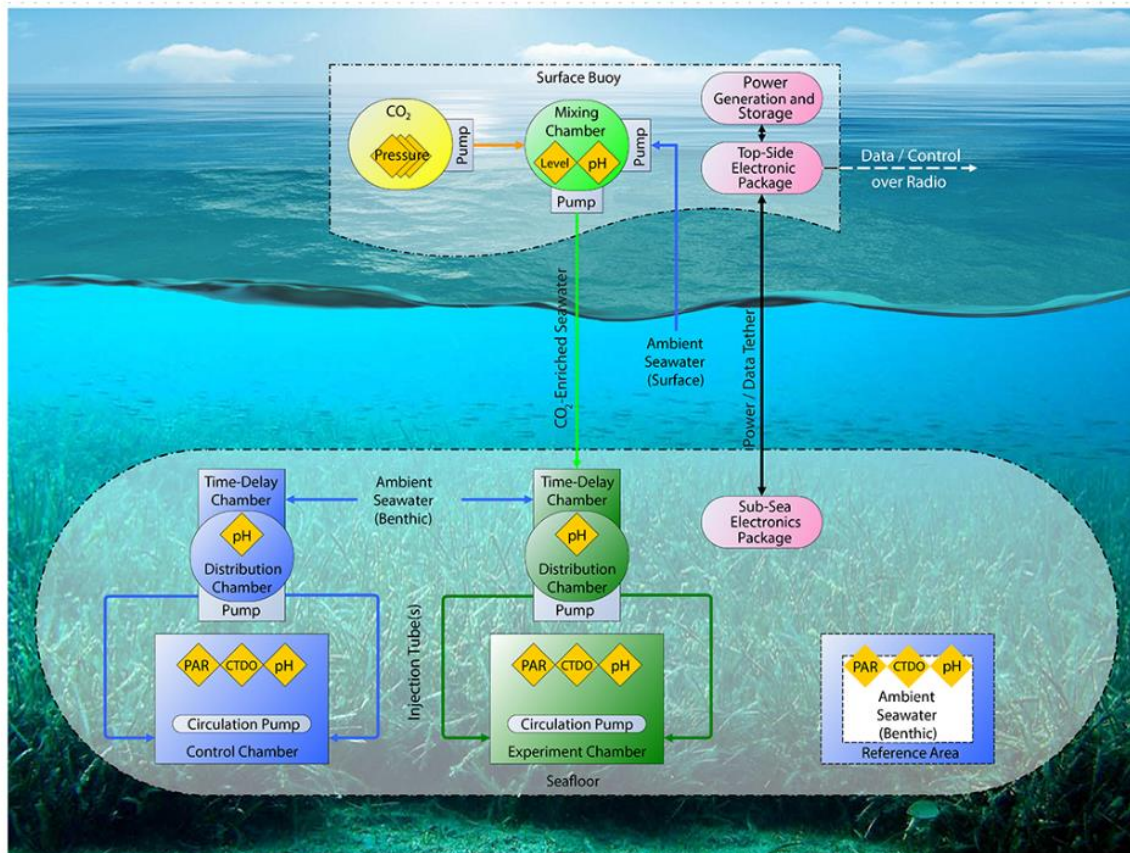 Surface Buoy
CO₂
Pressure
Pump
Mixing
Chamber
Level
pH
Pump
Pump
Power
Generation and
Storage
Top-Side
Electronic
Package
Data / Control
over Radio
CO₂-Enriched Seawater
Ambient
Seawater
(Surface)
Power / Data Tether
Time-Delay
Chamber
pH
Distribution
Chamber
Pump
Ambient
Seawater
(Benthic)
Time-Delay
Chamber
pH
Distribution
Chamber
Pump
Sub-Sea
Electronics
Package
Injection Tube(s)
PAR
CTDO
pH
Circulation Pump
Control Chamber
PAR
CTDO
pH
Circulation Pump
Experiment Chamber
PAR
CTDO
pH
Ambient
Seawater
(Benthic)
Reference Area
Seafloor